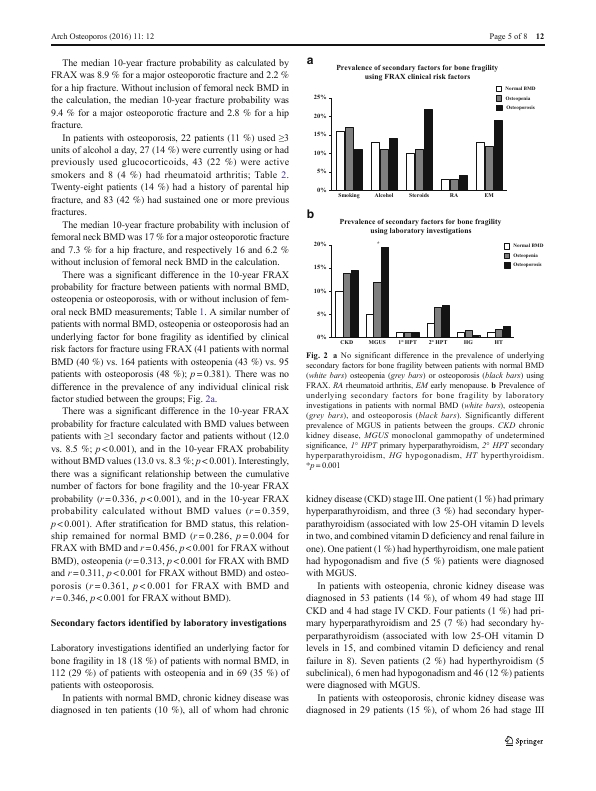 Arch Osteoporos (2016) 11: 12
Page 5 of 8 12
The median 10-year fracture probability as calculated by
FRAX was 8.9 % for a major osteoporotic fracture and 2.2 %
for a hip fracture. Without inclusion of femoral neck BMD in
the calculation, the median 10-year fracture probability was
9.4 % for a major osteoporotic fracture and 2.8 % for a hip
fracture.
In patients with osteoporosis, 22 patients (11 %) used ≥3
units of alcohol a day, 27 (14 %) were currently using or had
previously used glucocorticoids, 43 (22 %) were active
smokers and 8 (4 %) had rheumatoid arthritis; Table 2.
Twenty-eight patients (14 %) had a history of parental hip
fracture, and 83 (42 %) had sustained one or more previous
fractures.
The median 10-year fracture probability with inclusion of
femoral neck BMD was 17 % for a major osteoporotic fracture
and 7.3 % for a hip fracture, and respectively 16 and 6.2 %
without inclusion of femoral neck BMD in the calculation.
There was a significant difference in the 10-year FRAX
probability for fracture between patients with normal BMD,
osteopenia or osteoporosis, with or without inclusion of fem-
oral neck BMD measurements; Table 1. A similar number of
patients with normal BMD, osteopenia or osteoporosis had an
underlying factor for bone fragility as identified by clinical
risk factors for fracture using FRAX (41 patients with normal
BMD (40 %) vs. 164 patients with osteopenia (43 %) vs. 95
patients with osteoporosis (48 %); p = 0.381). There was no
difference in the prevalence of any individual clinical risk
factor studied between the groups; Fig. 2a.
There was a significant difference in the 10-year FRAX
probability for fracture calculated with BMD values between
patients with ≥1 secondary factor and patients without (12.0
vs. 8.5 %; p < 0.001), and in the 10-year FRAX probability
without BMD values (13.0 vs. 8.3 %; p < 0.001). Interestingly,
there was a significant relationship between the cumulative
number of factors for bone fragility and the 10-year FRAX
probability (r = 0.336, p < 0.001), and in the 10-year FRAX
probability calculated without BMD values (r = 0.359,
p < 0.001). After stratification for BMD status, this relation-
ship remained for normal BMD (r = 0.286, p = 0.004 for
FRAX with BMD and r = 0.456, p < 0.001 for FRAX without
BMD), osteopenia (r = 0.313, p < 0.001 for FRAX with BMD
and r = 0.311, p < 0.001 for FRAX without BMD) and osteo-
porosis (r = 0.361, p < 0.001 for FRAX with BMD and
r = 0.346, p < 0.001 for FRAX without BMD).
Secondary factors identified by laboratory investigations
Laboratory investigations identified an underlying factor for
bone fragility in 18 (18 %) of patients with normal BMD, in
112 (29 %) of patients with osteopenia and in 69 (35 %) of
patients with osteoporosis.
In patients with normal BMD, chronic kidney disease was
diagnosed in ten patients (10 %), all of whom had chronic
a
Prevalence of secondary factors for bone fragility
using FRAX clinical risk factors
Normal BMD
Osteopenia
Osteoporosis
25%
20%
15%
10%
5%
0%
Smoking Alcohol Steroids RA EM
b
Prevalence of secondary factors for bone fragility
using laboratory investigations
Normal BMD
Osteopenia
Osteoporosis
20%
15%
10%
5%
0%
CKD MGUS 1° HPT 2° HPT HG HT
Fig. 2 a No significant difference in the prevalence of underlying
secondary factors for bone fragility between patients with normal BMD
(white bars) osteopenia (grey bars) or osteoporosis (black bars) using
FRAX. RA rheumatoid arthritis, EM early menopause. b Prevalence of
underlying secondary factors for bone fragility by laboratory
investigations in patients with normal BMD (white bars), osteopenia
(grey bars), and osteoporosis (black bars). Significantly different
prevalence of MGUS in patients between the groups. CKD chronic
kidney disease, MGUS monoclonal gammopathy of undetermined
significance, 1° HPT primary hyperparathyroidism, 2° HPT secondary
hyperparathyroidism, HG hypogonadism, HT hyperthyroidism.
*p = 0.001
kidney disease (CKD) stage III. One patient (1 %) had primary
hyperparathyroidism, and three (3 %) had secondary hyper-
parathyroidism (associated with low 25-OH vitamin D levels
in two, and combined vitamin D deficiency and renal failure in
one). One patient (1 %) had hyperthyroidism, one male patient
had hypogonadism and five (5 %) patients were diagnosed
with MGUS.
In patients with osteopenia, chronic kidney disease was
diagnosed in 53 patients (14 %), of whom 49 had stage III
CKD and 4 had stage IV CKD. Four patients (1 %) had pri-
mary hyperparathyroidism and 25 (7 %) had secondary hy-
perparathyroidism (associated with low 25-OH vitamin D
levels in 15, and combined vitamin D deficiency and renal
failure in 8). Seven patients (2 %) had hyperthyroidism (5
subclinical), 6 men had hypogonadism and 46 (12 %) patients
were diagnosed with MGUS.
In patients with osteoporosis, chronic kidney disease was
diagnosed in 29 patients (15 %), of whom 26 had stage III
Springer